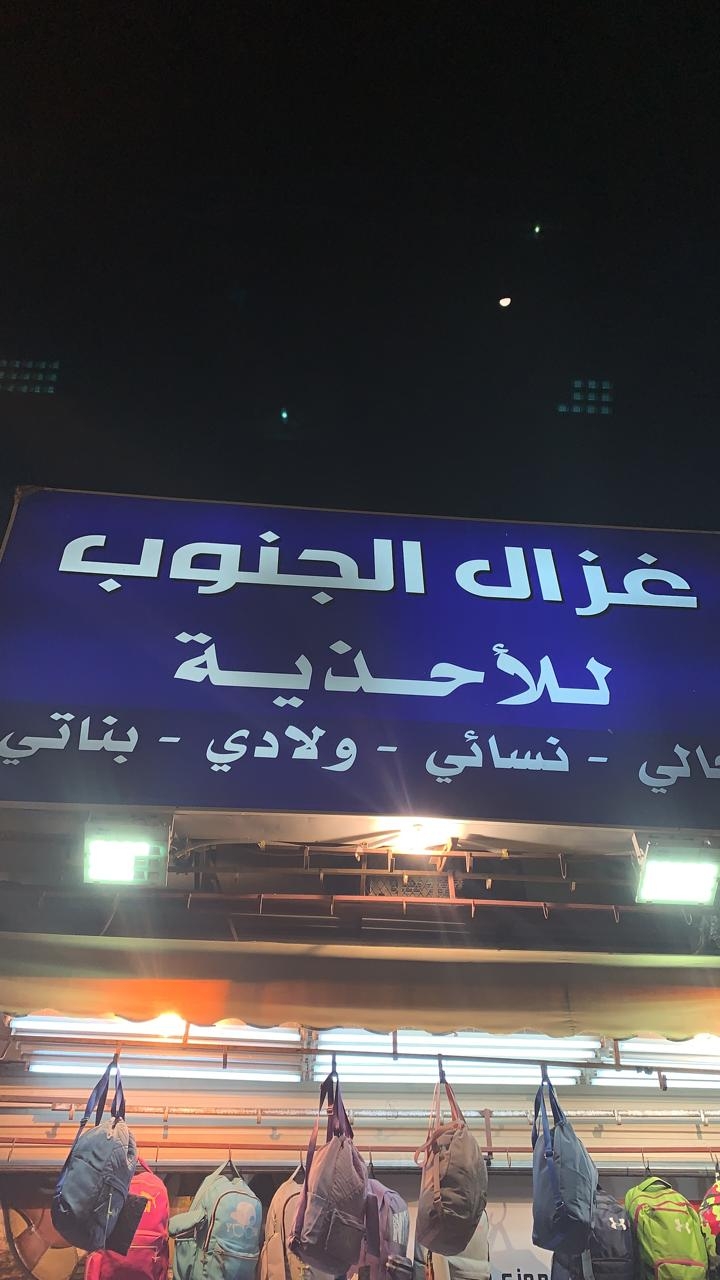 غزال الجنوب
للأحذية
- نسائي - ولادي - بناتي